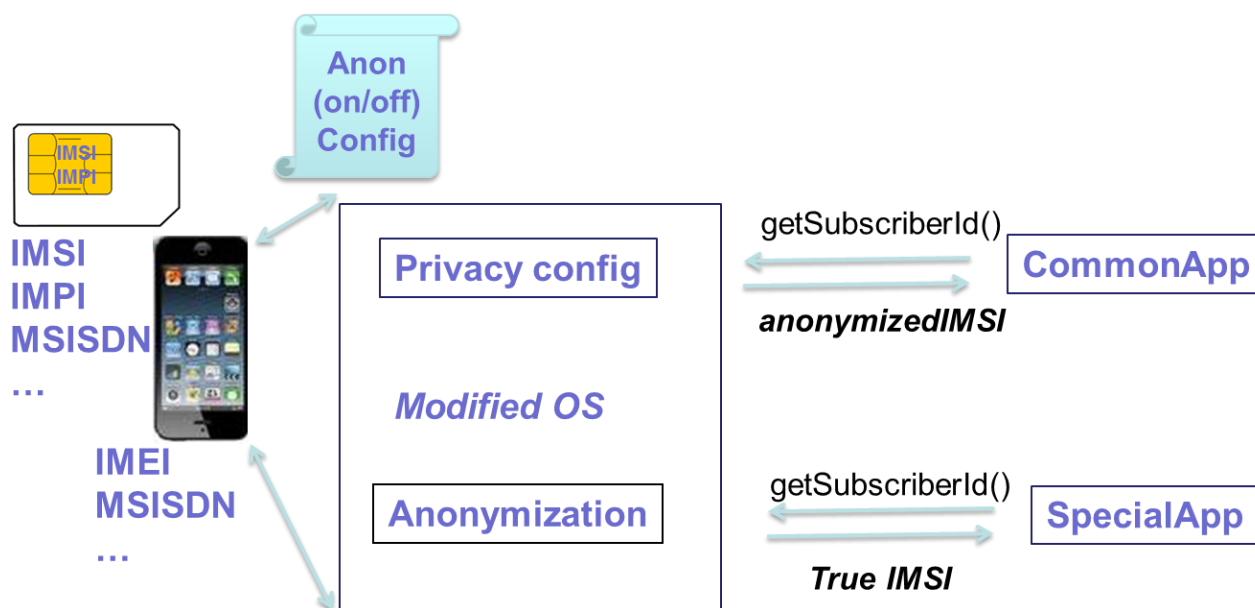 Anon
(on/off)
Config
IMSI
IMPI
IMSI
IMPI
MSISDN
…
IMEI
MSISDN
…
Privacy config
Modified OS
Anonymization
getSubscriberId()
anonymizedIMSI
CommonApp
getSubscriberId()
True IMSI
SpecialApp